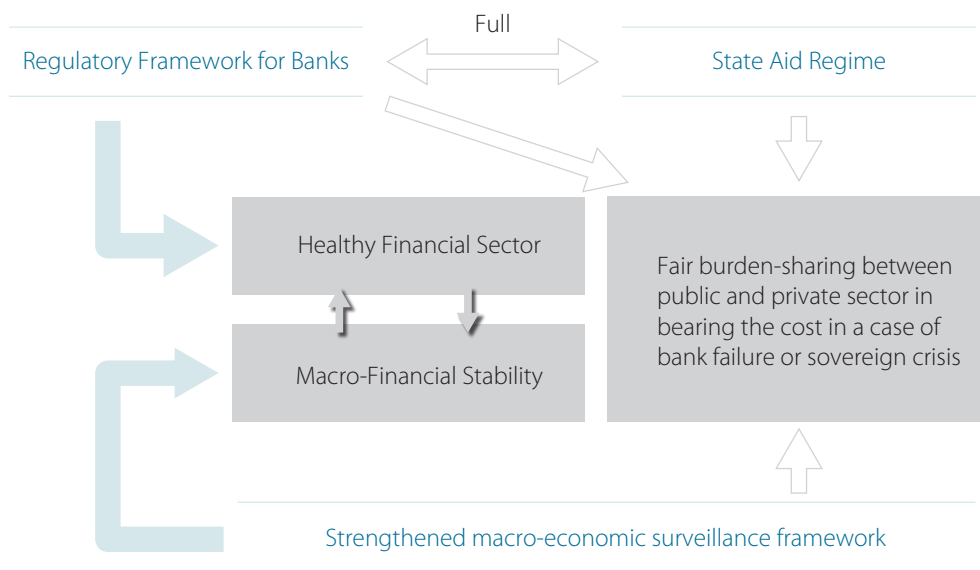 Full
Regulatory Framework for Banks
State Aid Regime
Healthy Financial Sector
Macro-Financial Stability
Fair burden-sharing between
public and private sector in
bearing the cost in a case of
bank failure or sovereign crisis
Strengthened macro-economic surveillance framework